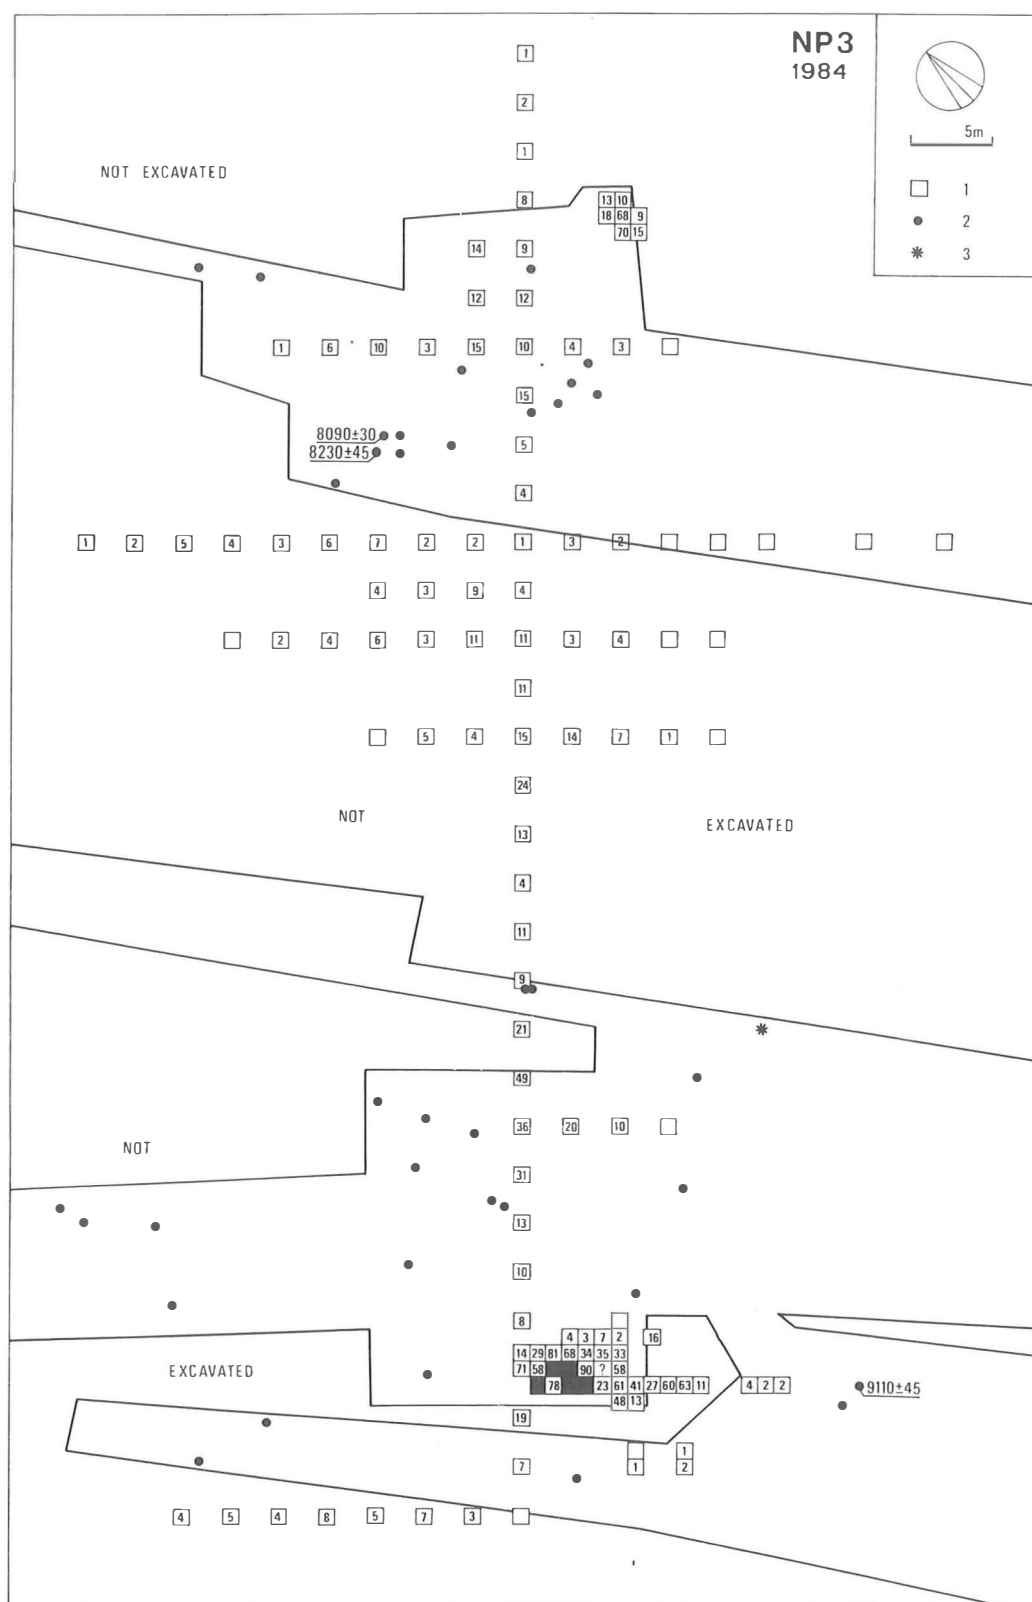 NP3
1984
5m
1
2
3
1
2
1
NOT EXCAVATED
8
13 10
18 68 9
70 15
14 9
12 12
1 6 10 3 15 10 4 3
15
8090±30
5
8230±45
4
1 2 5 4 3 6 7 2 2 1 3 2
4 3 9 4
2 4 6 3 11 11 3 4
11
5 4 15 14 7 1
24
NOT
EXCAVATED
13
4
11
9
21
49
36 20 10
NOT
31
13
10
8
4 3 7 2 16
14 29 81 68 34 35 33
EXCAVATED
71 58 90 ? 58
78 23 61 41 27 60 63 11 4 2 2 9110±45
48 13
19
1
7 1 2
4 5 4 8 5 7 3